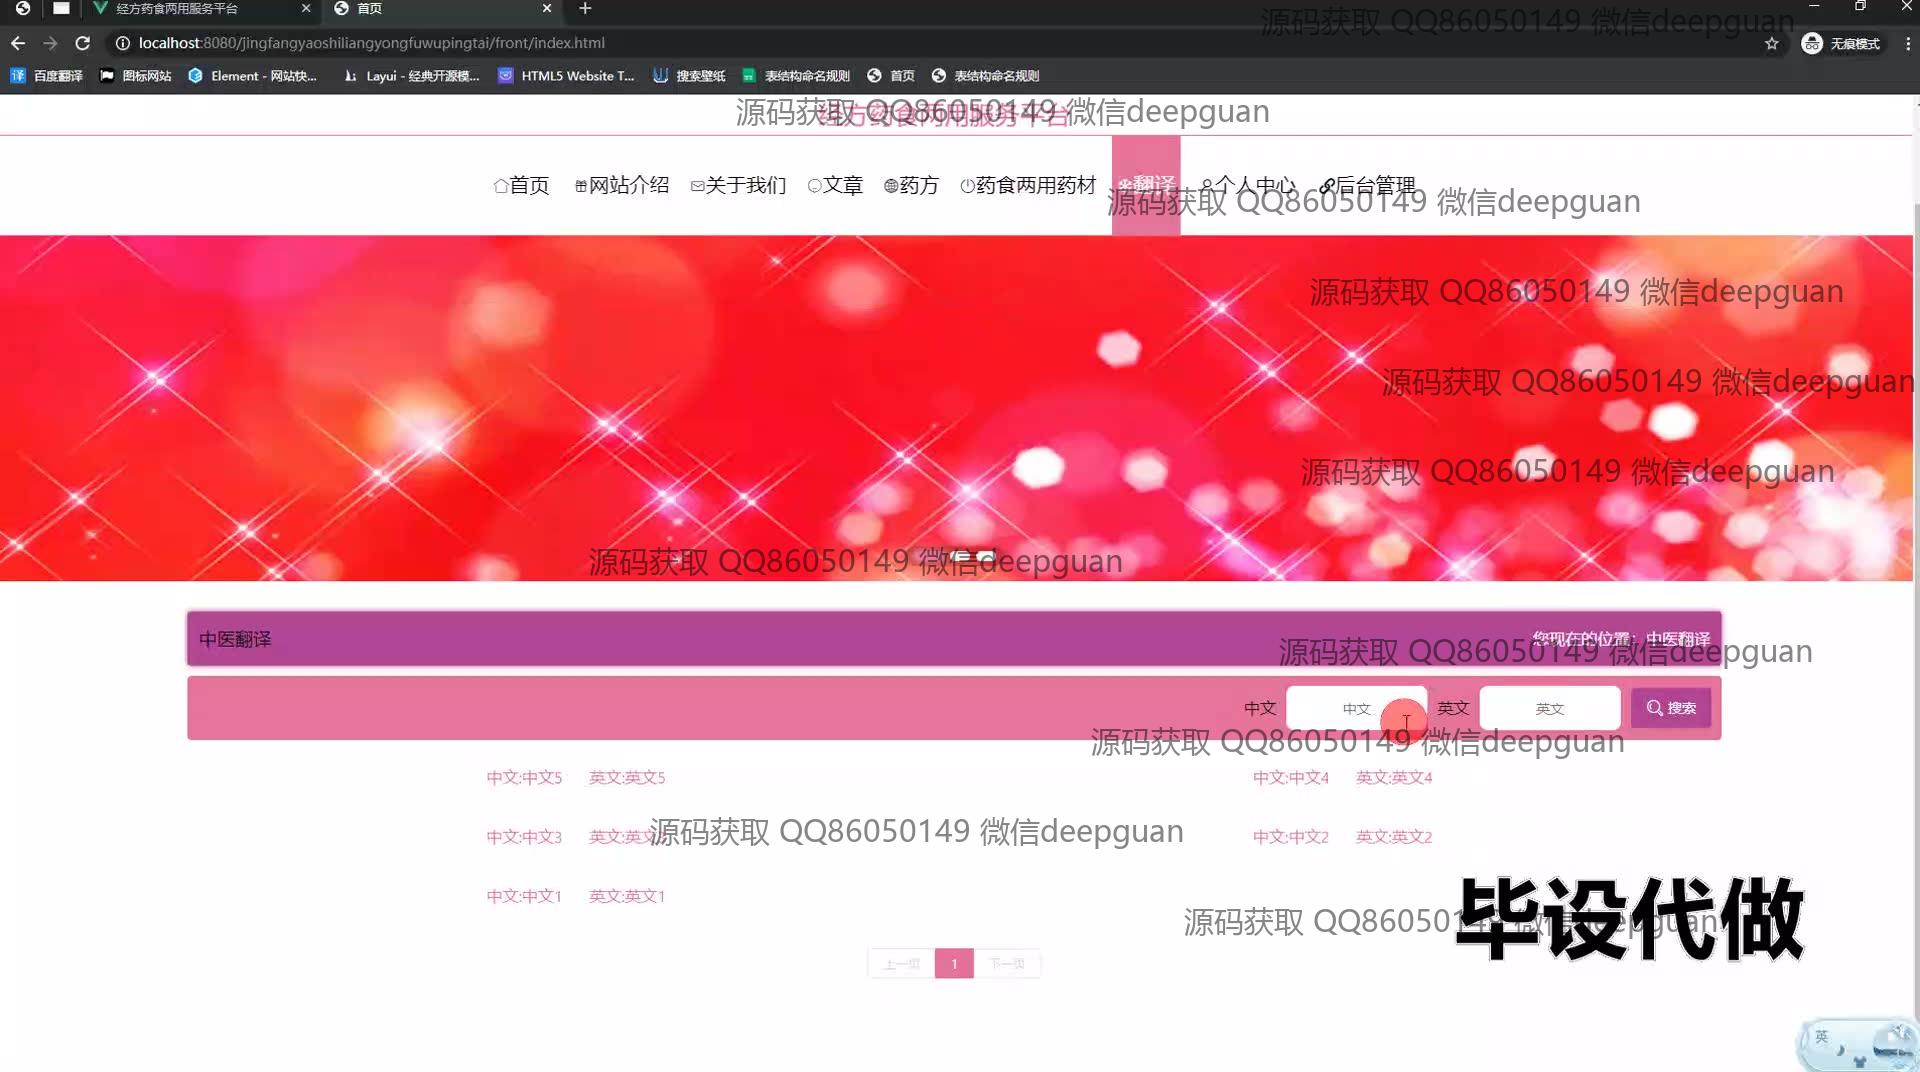 经方药食两用服务平台 首页
源码获取 QQ86050149 微信deepguan
localhost:8080/jingfangyaoshiliangyongfuwupingtai/front/index.html 无痕模式
百度翻译 图标网站 Element - 网站快... Layui - 经典开源模... HTML5 Website T... 搜索壁纸 表结构命名规则 首页 表结构命名规则
经方药食两用服务平台
源码获取 QQ86050149 微信deepguan
首页 网站介绍 关于我们 文章 药方 药食两用药材 翻译 个人中心 后台管理
源码获取 QQ86050149 微信deepguan
源码获取 QQ86050149 微信deepguan
源码获取 QQ86050149 微信deepguan
源码获取 QQ86050149 微信deepguan
源码获取 QQ86050149 微信deepguan
中医翻译 您现在的位置：中医翻译
源码获取 QQ86050149 微信deepguan
中文 中文 英文 英文 搜索
源码获取 QQ86050149 微信deepguan
中文:中文5 英文:英文5 中文:中文4 英文:英文4
中文:中文3 中文:中文2 英文:英文2
源码获取 QQ86050149 微信deepguan
中文:中文1 英文:英文1
源码获取 QQ86050149 微信deepguan
毕设代做
上一页 1 下一页
英